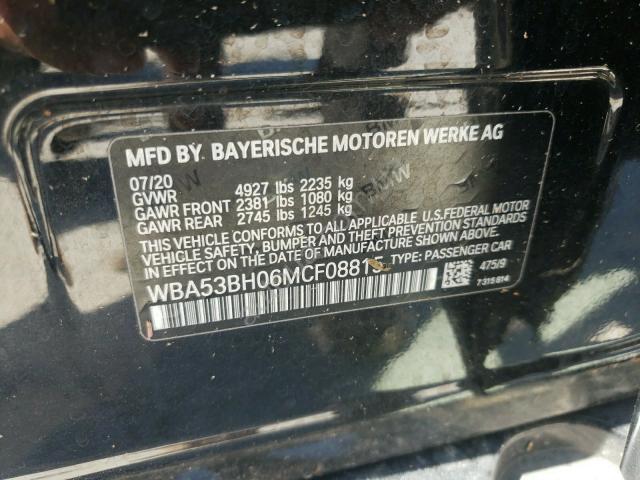 MFD BY BAYERISCHE MOTOREN WERKE AG
07/20
GVWR 4927 lbs 2235 kg
GAWR FRONT 2381 lbs 1080 kg
GAWR REAR 2745 lbs 1245 kg
THIS VEHICLE CONFORMS TO ALL APPLICABLE U.S.FEDERAL MOTOR
VEHICLE SAFETY, BUMPER AND THEFT PREVENTION STANDARDS
IN EFFECT ON THE DATE OF MANUFACTURE SHOWN ABOVE.
WBA53BH06MCF08815 TYPE: PASSENGER CAR
475/9
7315814